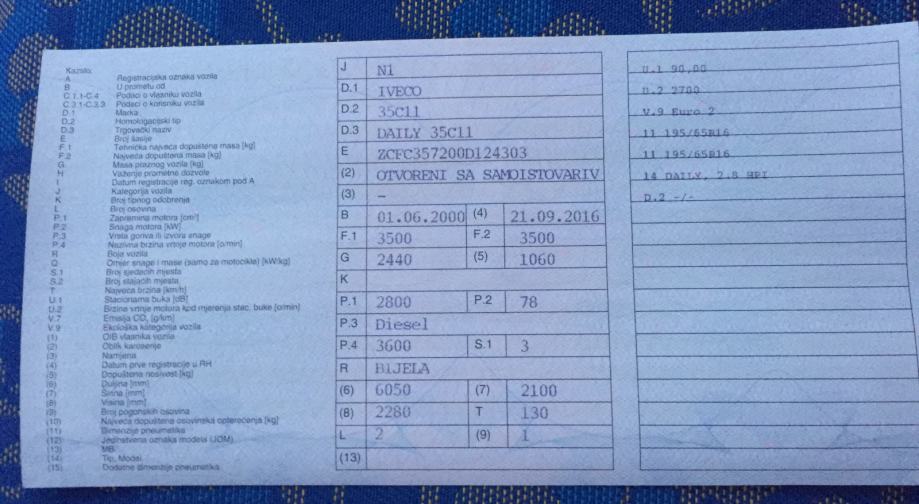 Kazalo:
A Registracijska oznaka vozila
B U prometu od
C.1.1-C.4 Podaci o vlasniku vozila
C.3.1-C.3.3 Podaci o korisniku vozila
D.1 Marka
D.2 Homologacijski tip
D.3 Trgovački naziv
E Broj šasije
F.1 Tehnička najveća dopuštena masa [kg]
F.2 Najveća dopuštena masa [kg]
G Masa praznog vozila [kg]
H Važenje prometne dozvole
I Datum registracije reg. oznakom pod A
J Kategorija vozila
K Broj tipnog odobrenja
L Broj osovina
P.1 Zapremina motora [cm³]
P.2 Snaga motora [kW]
P.3 Vrsta goriva ili izvora snage
P.4 Nazivna brzina vrtnje motora [o/min]
R Boja vozila
Q Omjer snage i mase (samo za motocikle) [kW/kg]
S.1 Broj sjedećih mjesta
S.2 Broj stajaćih mjesta
T Najveća brzina [km/h]
U.1 Stacionarna buka [dB]
U.2 Brzina vrtnje motora kod mjerenja stac. buke [o/min]
V.7 Emisija CO₂ [g/km]
V.9 Ekološka kategorija vozila
(1) OIB vlasnika vozila
(2) Oblik karoserije
(3) Namjena
(4) Datum prve registracije u RH
(5) Dopuštena nosivost [kg]
(6) Duljina [mm]
(7) Širina [mm]
(8) Visina [mm]
(9) Broj pogonskih osovina
(10) Najveća dopuštena osovinska opterećenja [kg]
(11) Dimenzije pneumatika
(12) Jedinstvena oznaka modela (JOM)
(13) MB
(14) Tip, Model
(15) Dodatne dimenzije pneumatika
J N1
D.1 IVECO
D.2 35C11
D.3 DAILY 35C11
E ZCFC357200D124303
(2) OTVORENI SA SAMOISTOVARIV
(3) –
B 01.06.2000 (4) 21.09.2016
F.1 3500 F.2 3500
G 2440 (5) 1060
K
P.1 2800 P.2 78
P.3 Diesel
P.4 3600 S.1 3
R BIJELA
(6) 6050 (7) 2100
(8) 2280 T 130
L 2 (9) 1
(13)
U.1 90,00
U.2 2700
V.9 Euro 2
11 195/65R16
11 195/65R16
14 DAILY, 2.8 HPI
D.2 -/-